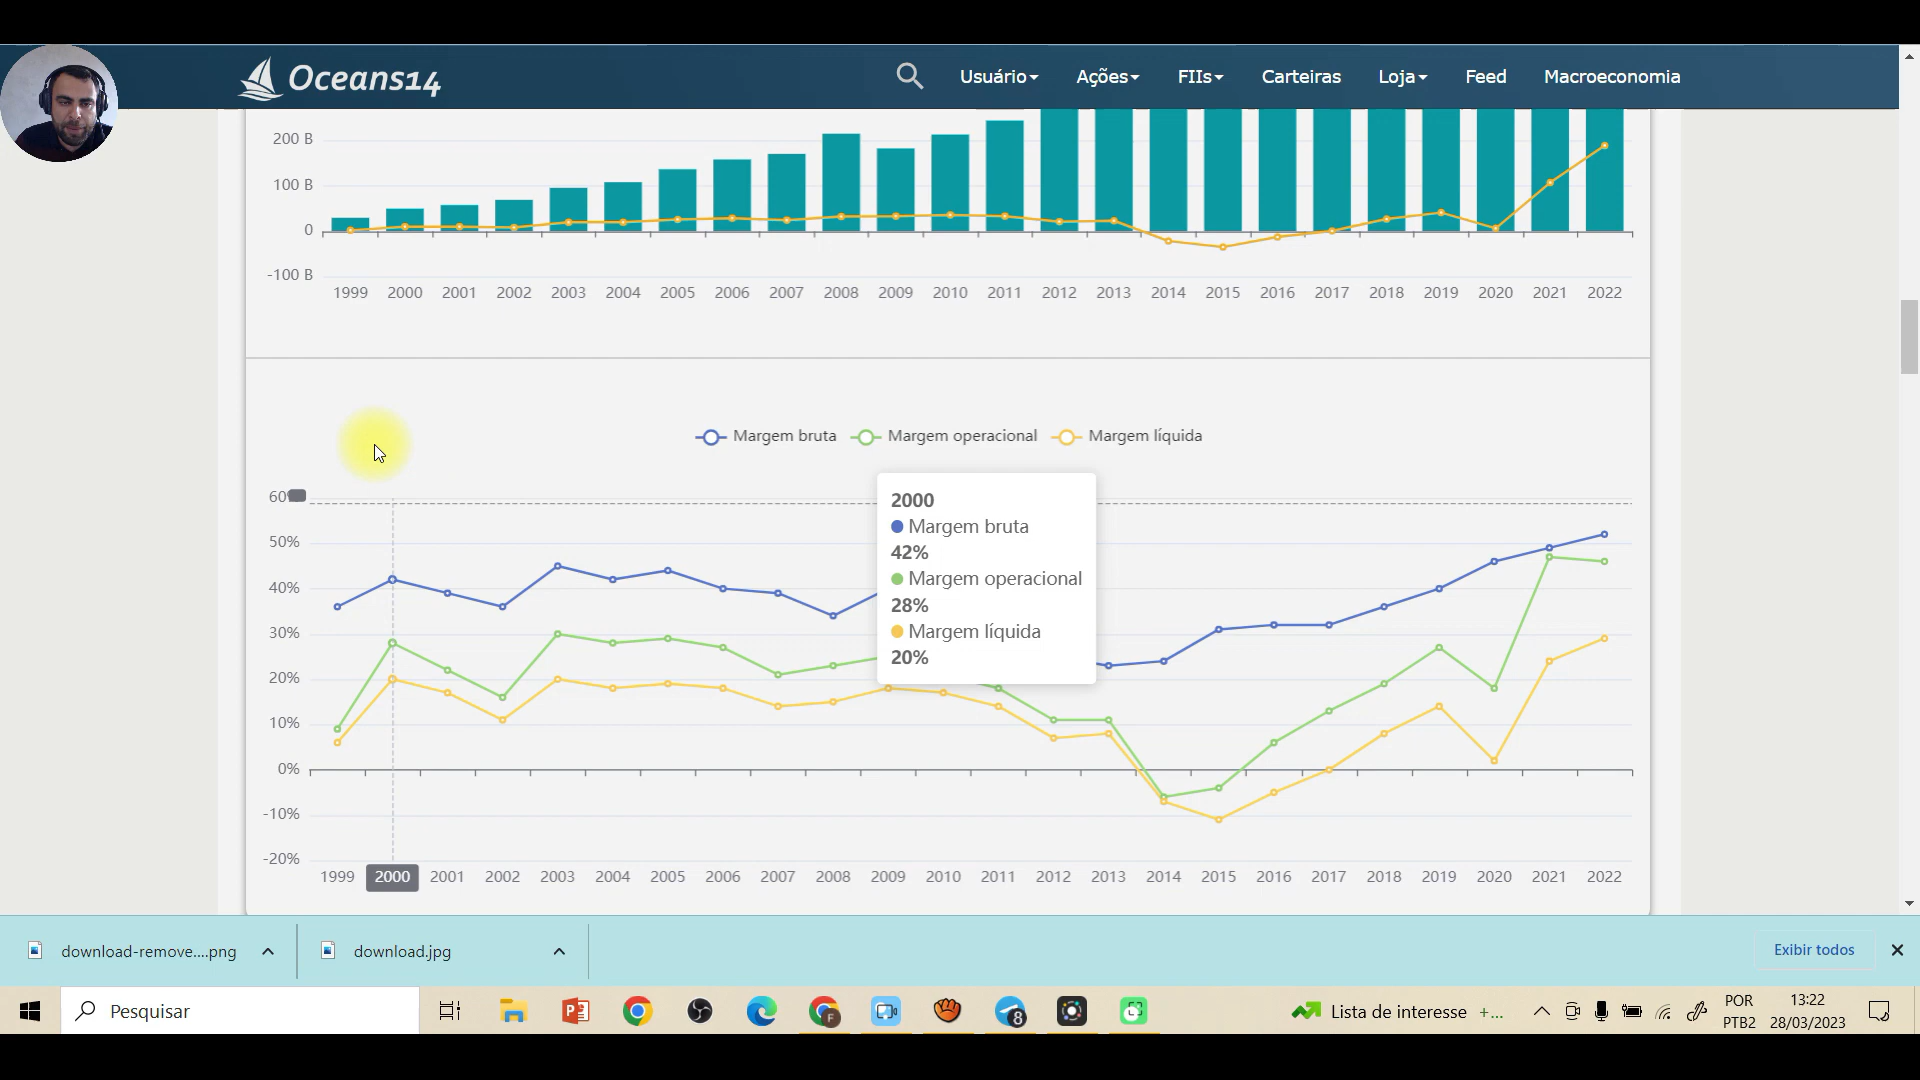 Oceans14
Usuário
Ações
FIIs
Carteiras
Loja
Feed
Macroeconomia
200 B
100 B
0
-100 B
1999 2000 2001 2002 2003 2004 2005 2006 2007 2008 2009 2010 2011 2012 2013 2014 2015 2016 2017 2018 2019 2020 2021 2022
Margem bruta Margem operacional Margem líquida
50%
40%
30%
20%
10%
0%
-10%
-20%
2000
Margem bruta
42%
Margem operacional
28%
Margem líquida
20%
1999 2000 2001 2002 2003 2004 2005 2006 2007 2008 2009 2010 2011 2012 2013 2014 2015 2016 2017 2018 2019 2020 2021 2022
download-remove....png
download.jpg
Exibir todos
Pesquisar
F
8
Lista de interesse +...
POR
PTB2
13:22
28/03/2023